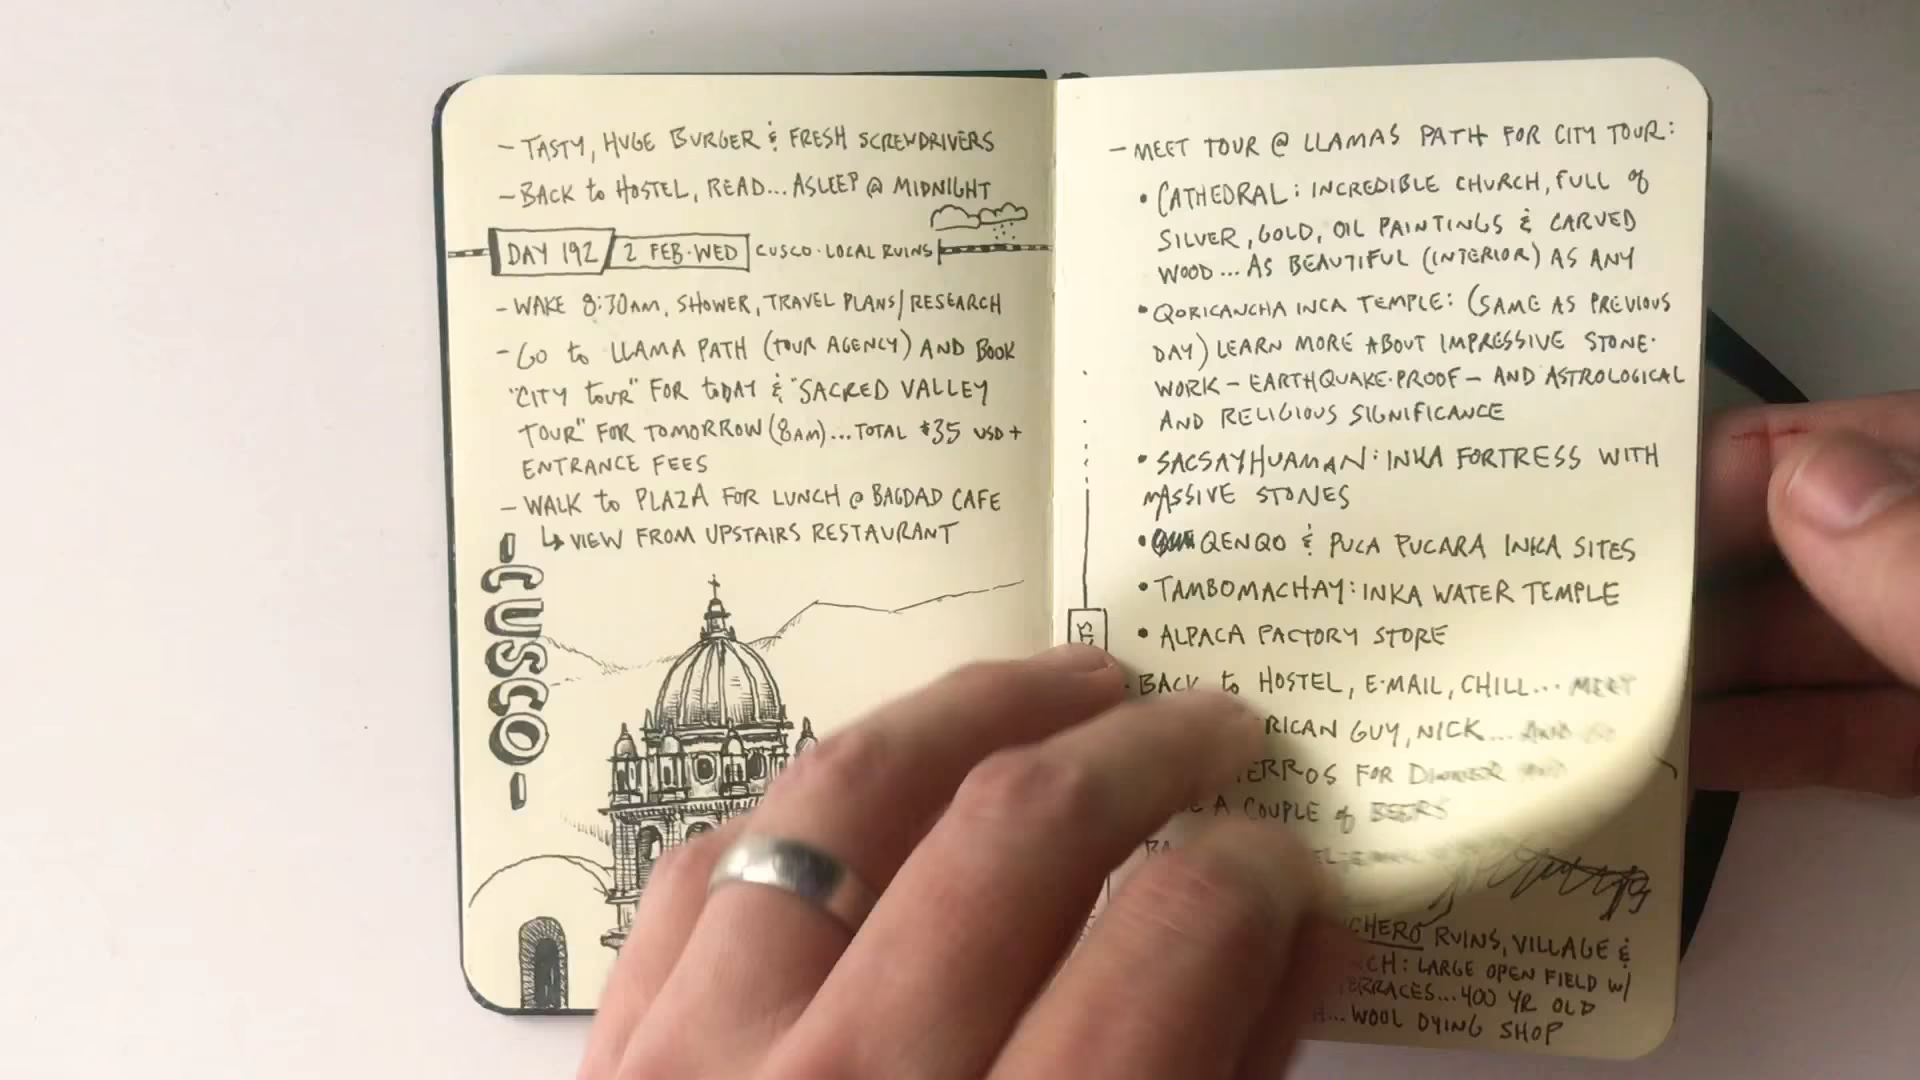 - TASTY, HUGE BURGER & FRESH SCREWDRIVERS
- BACK to HOSTEL, READ... ASLEEP @ MIDNIGHT
DAY 192 2 FEB·WED CUSCO·LOCAL RUINS
- WAKE 8:30AM, SHOWER, TRAVEL PLANS/RESEARCH
- GO to LLAMA PATH (TOUR AGENCY) AND BOOK
"CITY TOUR" FOR TODAY & "SACRED VALLEY
TOUR" FOR TOMORROW (8AM)... TOTAL $35 USD +
ENTRANCE FEES
- WALK to PLAZA FOR LUNCH @ BAGDAD CAFE
↳ VIEW FROM UPSTAIRS RESTAURANT
CUSCO
- MEET TOUR @ LLAMAS PATH FOR CITY TOUR:
• CATHEDRAL: INCREDIBLE CHURCH, FULL of
SILVER, GOLD, OIL PAINTINGS & CARVED
WOOD... AS BEAUTIFUL (INTERIOR) AS ANY
• QORICANCHA INCA TEMPLE: (SAME AS PREVIOUS
DAY) LEARN MORE ABOUT IMPRESSIVE STONE·
WORK - EARTHQUAKE·PROOF - AND ASTROLOGICAL
AND RELIGIOUS SIGNIFICANCE
• SACSAYHUAMAN: INKA FORTRESS WITH
MASSIVE STONES
• QENQO & PUCA PUCARA INKA SITES
• TAMBOMACHAY: INKA WATER TEMPLE
• ALPACA FACTORY STORE
- BACK to HOSTEL, E·MAIL, CHILL... MEET
GUY, NICK... AND GO
FOR DINNER AND
A COUPLE of BEERS
RUINS, VILLAGE &
LARGE OPEN FIELD W/
TERRACES... 400 YR OLD
... WOOL DYING SHOP